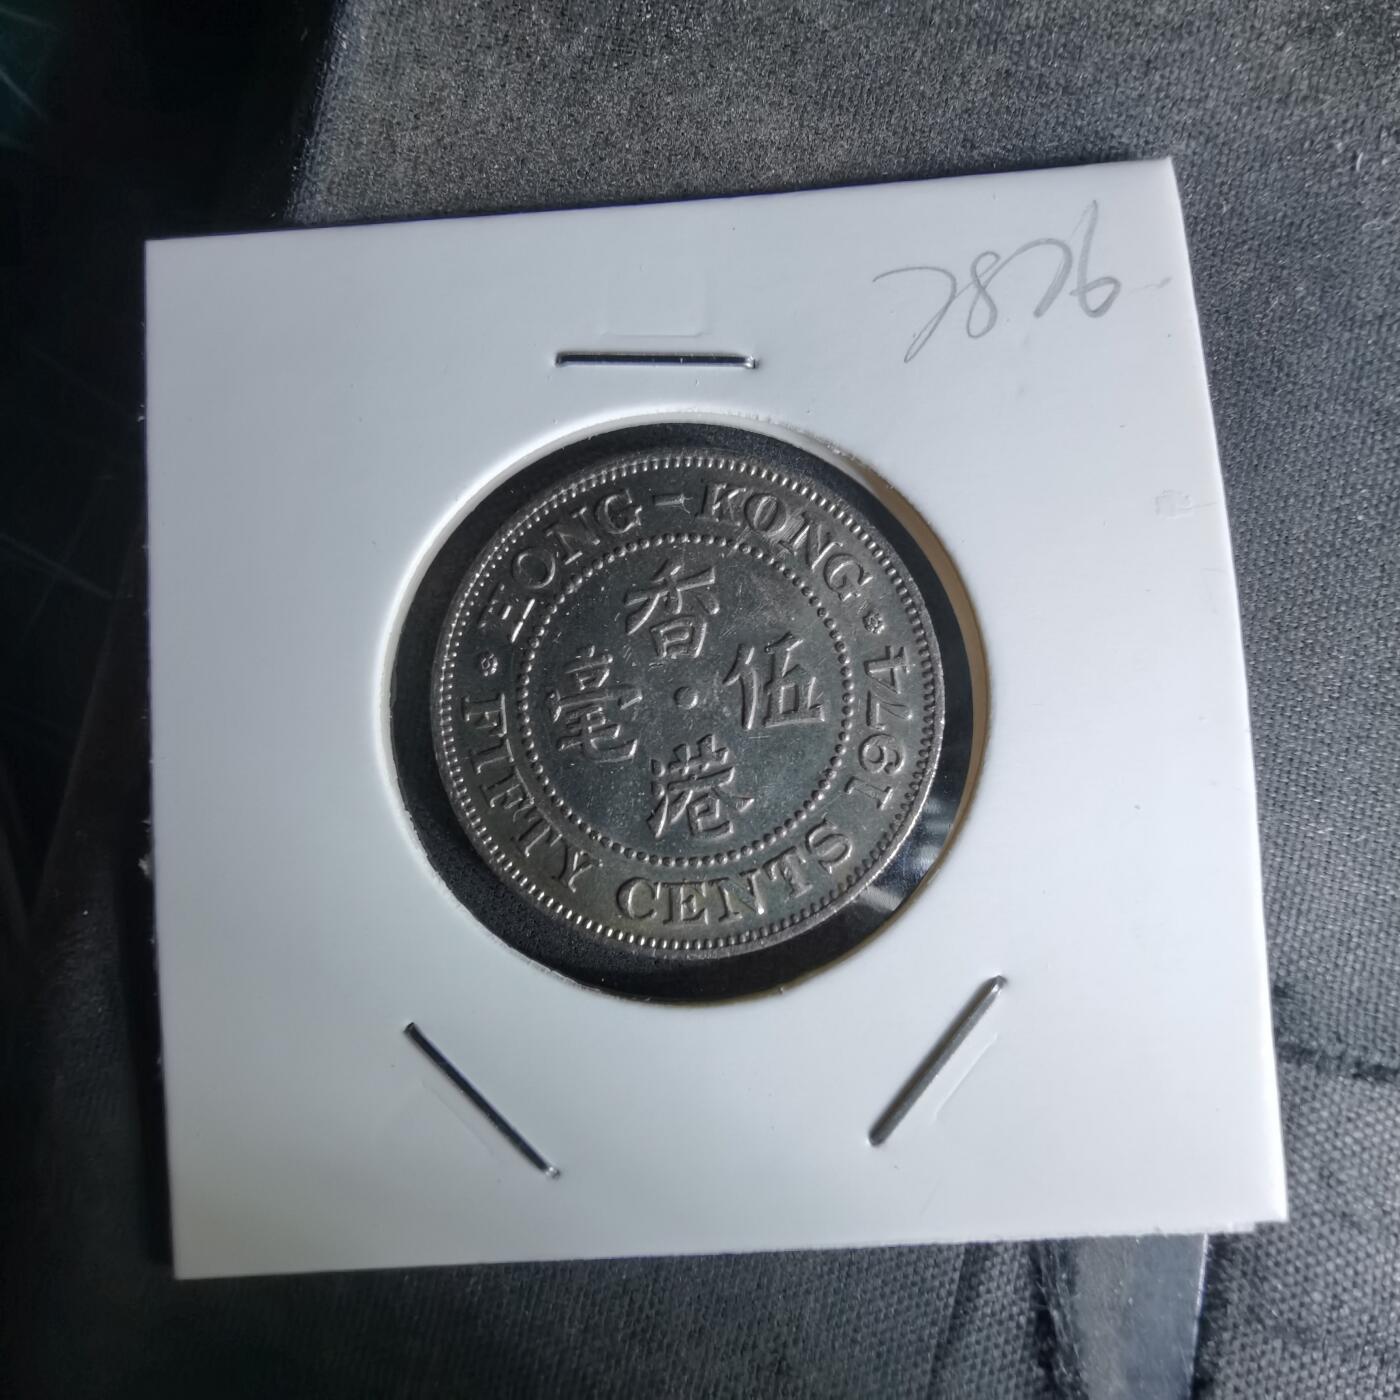 7876
HONG-KONG
1974
FIFTY CENTS
香
伍
港
毫